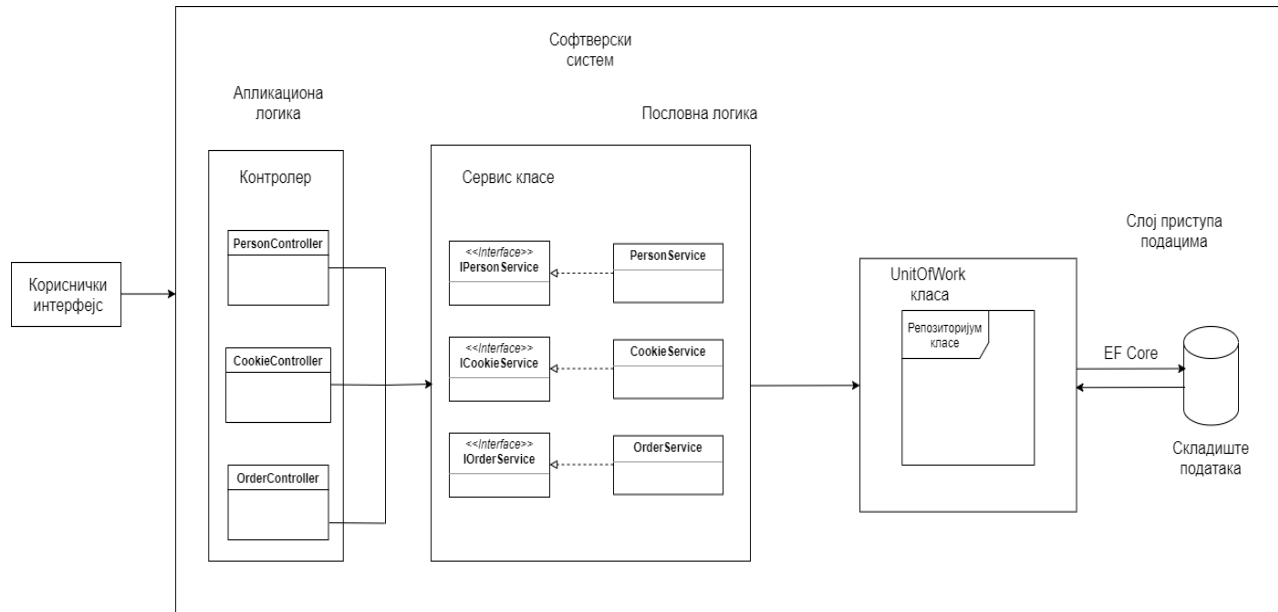 Софтверски
систем
Апликациона
логика
Пословна логика
Контролер
Сервис класе
Слој приступа
подацима
PersonController
<<Interface>>
IPersonService
PersonService
Кориснички
интерфејс
UnitOfWork
класа
Репозиторијум
класе
CookieController
<<Interface>>
ICookieService
CookieService
EF Core
OrderController
<<Interface>>
IOrderService
OrderService
Складиште
података